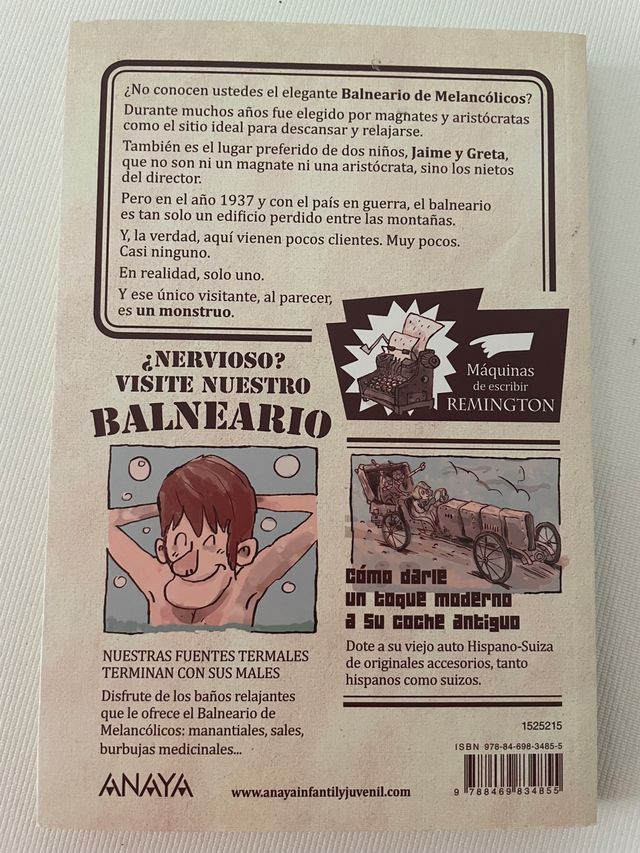 ¿No conocen ustedes el elegante Balneario de Melancólicos?
Durante muchos años fue elegido por magnates y aristócratas
como el sitio ideal para descansar y relajarse.
También es el lugar preferido de dos niños, Jaime y Greta,
que no son ni un magnate ni una aristócrata, sino los nietos
del director.
Pero en el año 1937 y con el país en guerra, el balneario
es tan solo un edificio perdido entre las montañas.
Y, la verdad, aquí vienen pocos clientes. Muy pocos.
Casi ninguno.
En realidad, solo uno.
Y ese único visitante, al parecer,
es un monstruo.
Máquinas
de escribir
REMINGTON
¿NERVIOSO?
VISITE NUESTRO
BALNEARIO
NUESTRAS FUENTES TERMALES
TERMINAN CON SUS MALES
Disfrute de los baños relajantes
que le ofrece el Balneario de
Melancólicos: manantiales, sales,
burbujas medicinales...
Cómo darle
un toque moderno
a su coche antiguo
Dote a su viejo auto Hispano-Suiza
de originales accesorios, tanto
hispanos como suizos.
1525215
ISBN 978-84-698-3485-5
9 788469 834855
ANAYA
www.anayainfantilyjuvenil.com